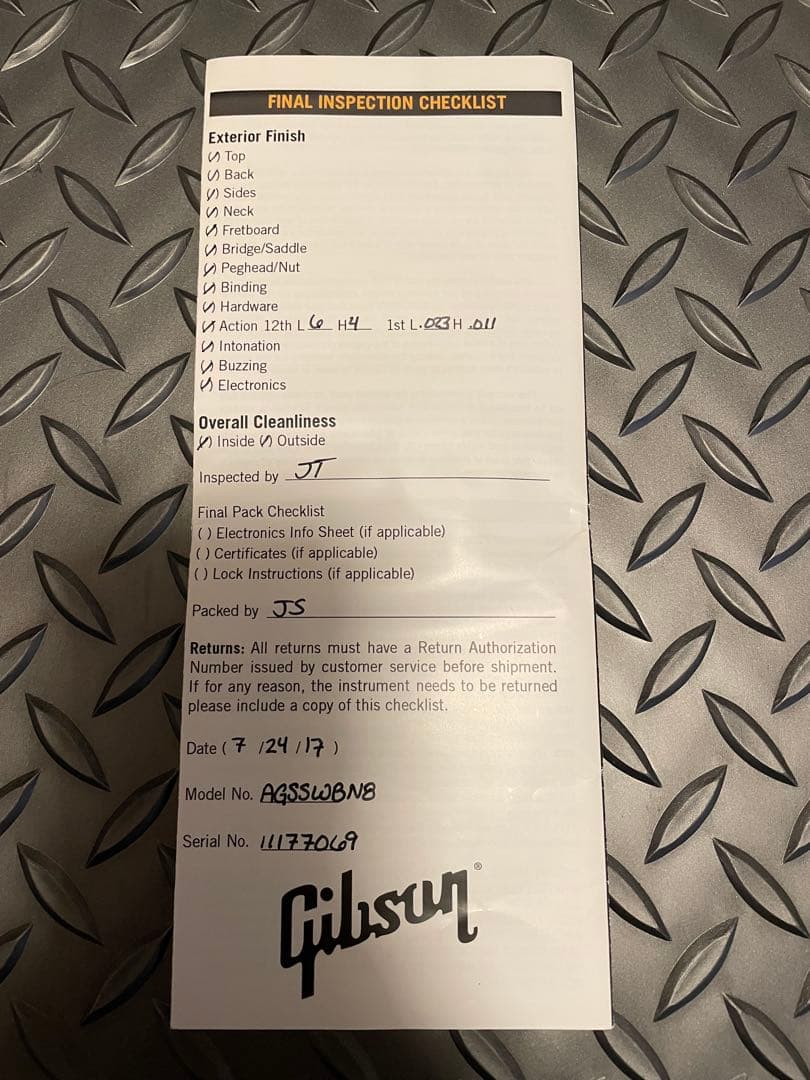 FINAL INSPECTION CHECKLIST
Exterior Finish
(✓) Top
(✓) Back
(✓) Sides
(✓) Neck
(✓) Fretboard
(✓) Bridge/Saddle
(✓) Peghead/Nut
(✓) Binding
(✓) Hardware
(✓) Action 12th L 6 H 4 1st L .023 H .011
(✓) Intonation
(✓) Buzzing
(✓) Electronics
Overall Cleanliness
(✓) Inside (✓) Outside
Inspected by JT
Final Pack Checklist
( ) Electronics Info Sheet (if applicable)
( ) Certificates (if applicable)
( ) Lock Instructions (if applicable)
Packed by JS
Returns: All returns must have a Return Authorization
Number issued by customer service before shipment.
If for any reason, the instrument needs to be returned
please include a copy of this checklist.
Date ( 7 /24 /17 )
Model No. AGSSWBN8
Serial No. 11177069
Gibson®